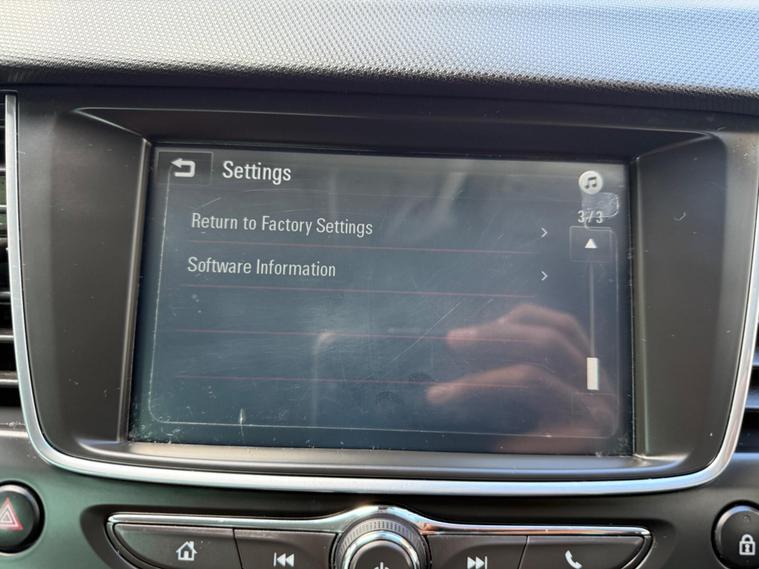 Settings
3/3
Return to Factory Settings
Software Information